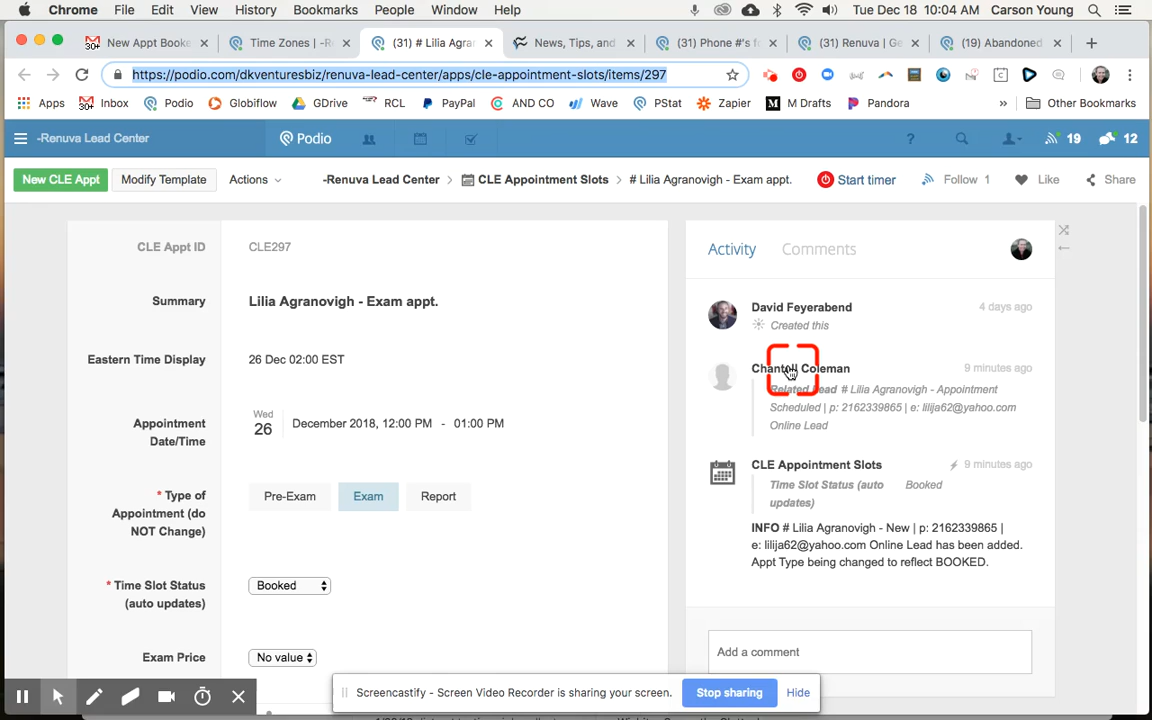 Chrome File Edit View History Bookmarks People Window Help Tue Dec 18 10:04 AM Carson Young
30+ New Appt Booke × Time Zones | -R × (31) # Lilia Agran × News, Tips, and × (31) Phone #'s fo × (31) Renuva | Ge × (19) Abandoned × +
https://podio.com/dkventuresbiz/renuva-lead-center/apps/cle-appointment-slots/items/297
Apps 30+ Inbox Podio Globiflow GDrive RCL PayPal AND CO Wave PStat Zapier M Drafts Pandora » Other Bookmarks
-Renuva Lead Center Podio ? 19 12
New CLE Appt Modify Template Actions -Renuva Lead Center CLE Appointment Slots # Lilia Agranovigh - Exam appt. Start timer Follow 1 Like Share
CLE Appt ID CLE297
Summary Lilia Agranovigh - Exam appt.
Eastern Time Display 26 Dec 02:00 EST
Appointment Date/Time Wed 26 December 2018, 12:00 PM - 01:00 PM
* Type of
Appointment (do
NOT Change)
Pre-Exam Exam Report
* Time Slot Status
(auto updates)
Booked
Exam Price No value
Activity Comments
David Feyerabend 4 days ago
Created this
Chantell Coleman 9 minutes ago
Related Lead # Lilia Agranovigh - Appointment
Scheduled | p: 2162339865 | e: lilija62@yahoo.com
Online Lead
CLE Appointment Slots 9 minutes ago
Time Slot Status (auto Booked
updates)
INFO # Lilia Agranovigh - New | p: 2162339865 |
e: lilija62@yahoo.com Online Lead has been added.
Appt Type being changed to reflect BOOKED.
Add a comment
Screencastify - Screen Video Recorder is sharing your screen. Stop sharing Hide